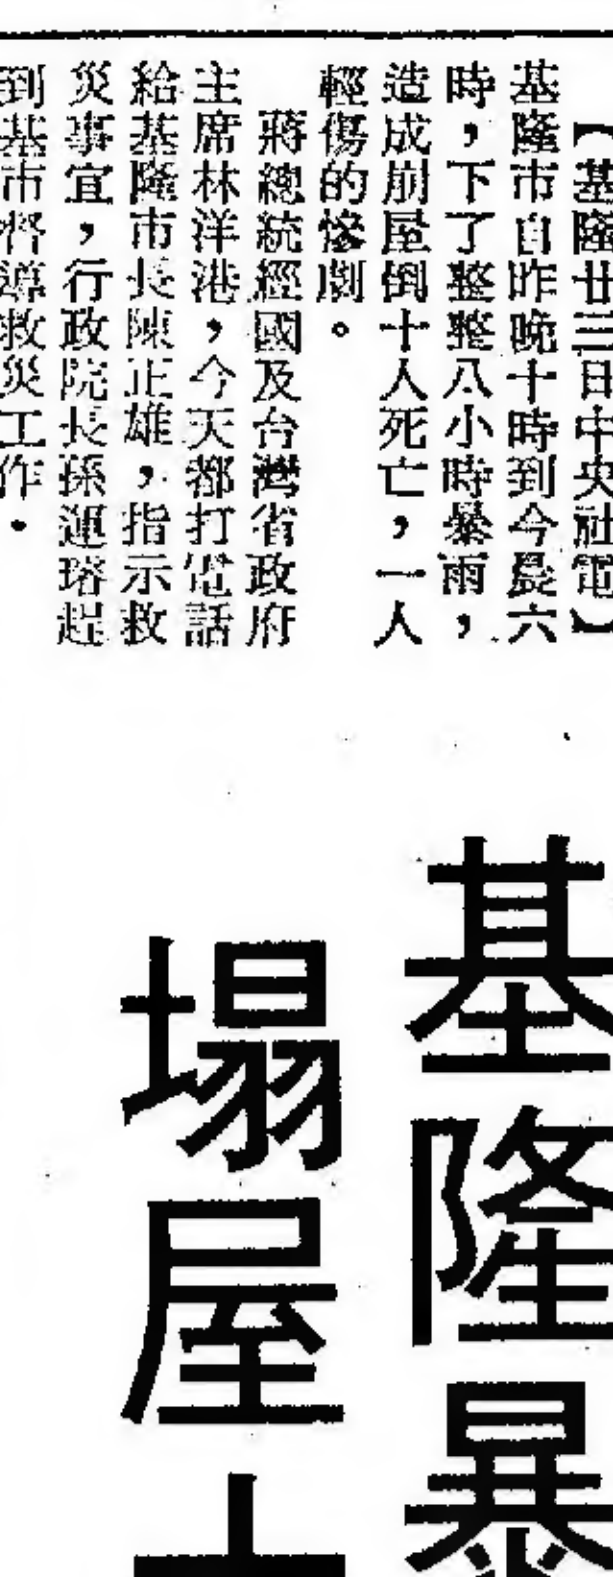 【基隆廿三日中央社電】
基隆市自昨晚十時到今晨六
時，下了整整八小時暴雨，
造成崩屋倒十人死亡，一人
輕傷的慘劇。
蔣總統經國及台灣省政府
主席林洋港，今天都打電話
給基隆市長陳正雄，指示救
災事宜，行政院長孫運璿趕
到基市督導救災工作。
基隆暴
塌屋